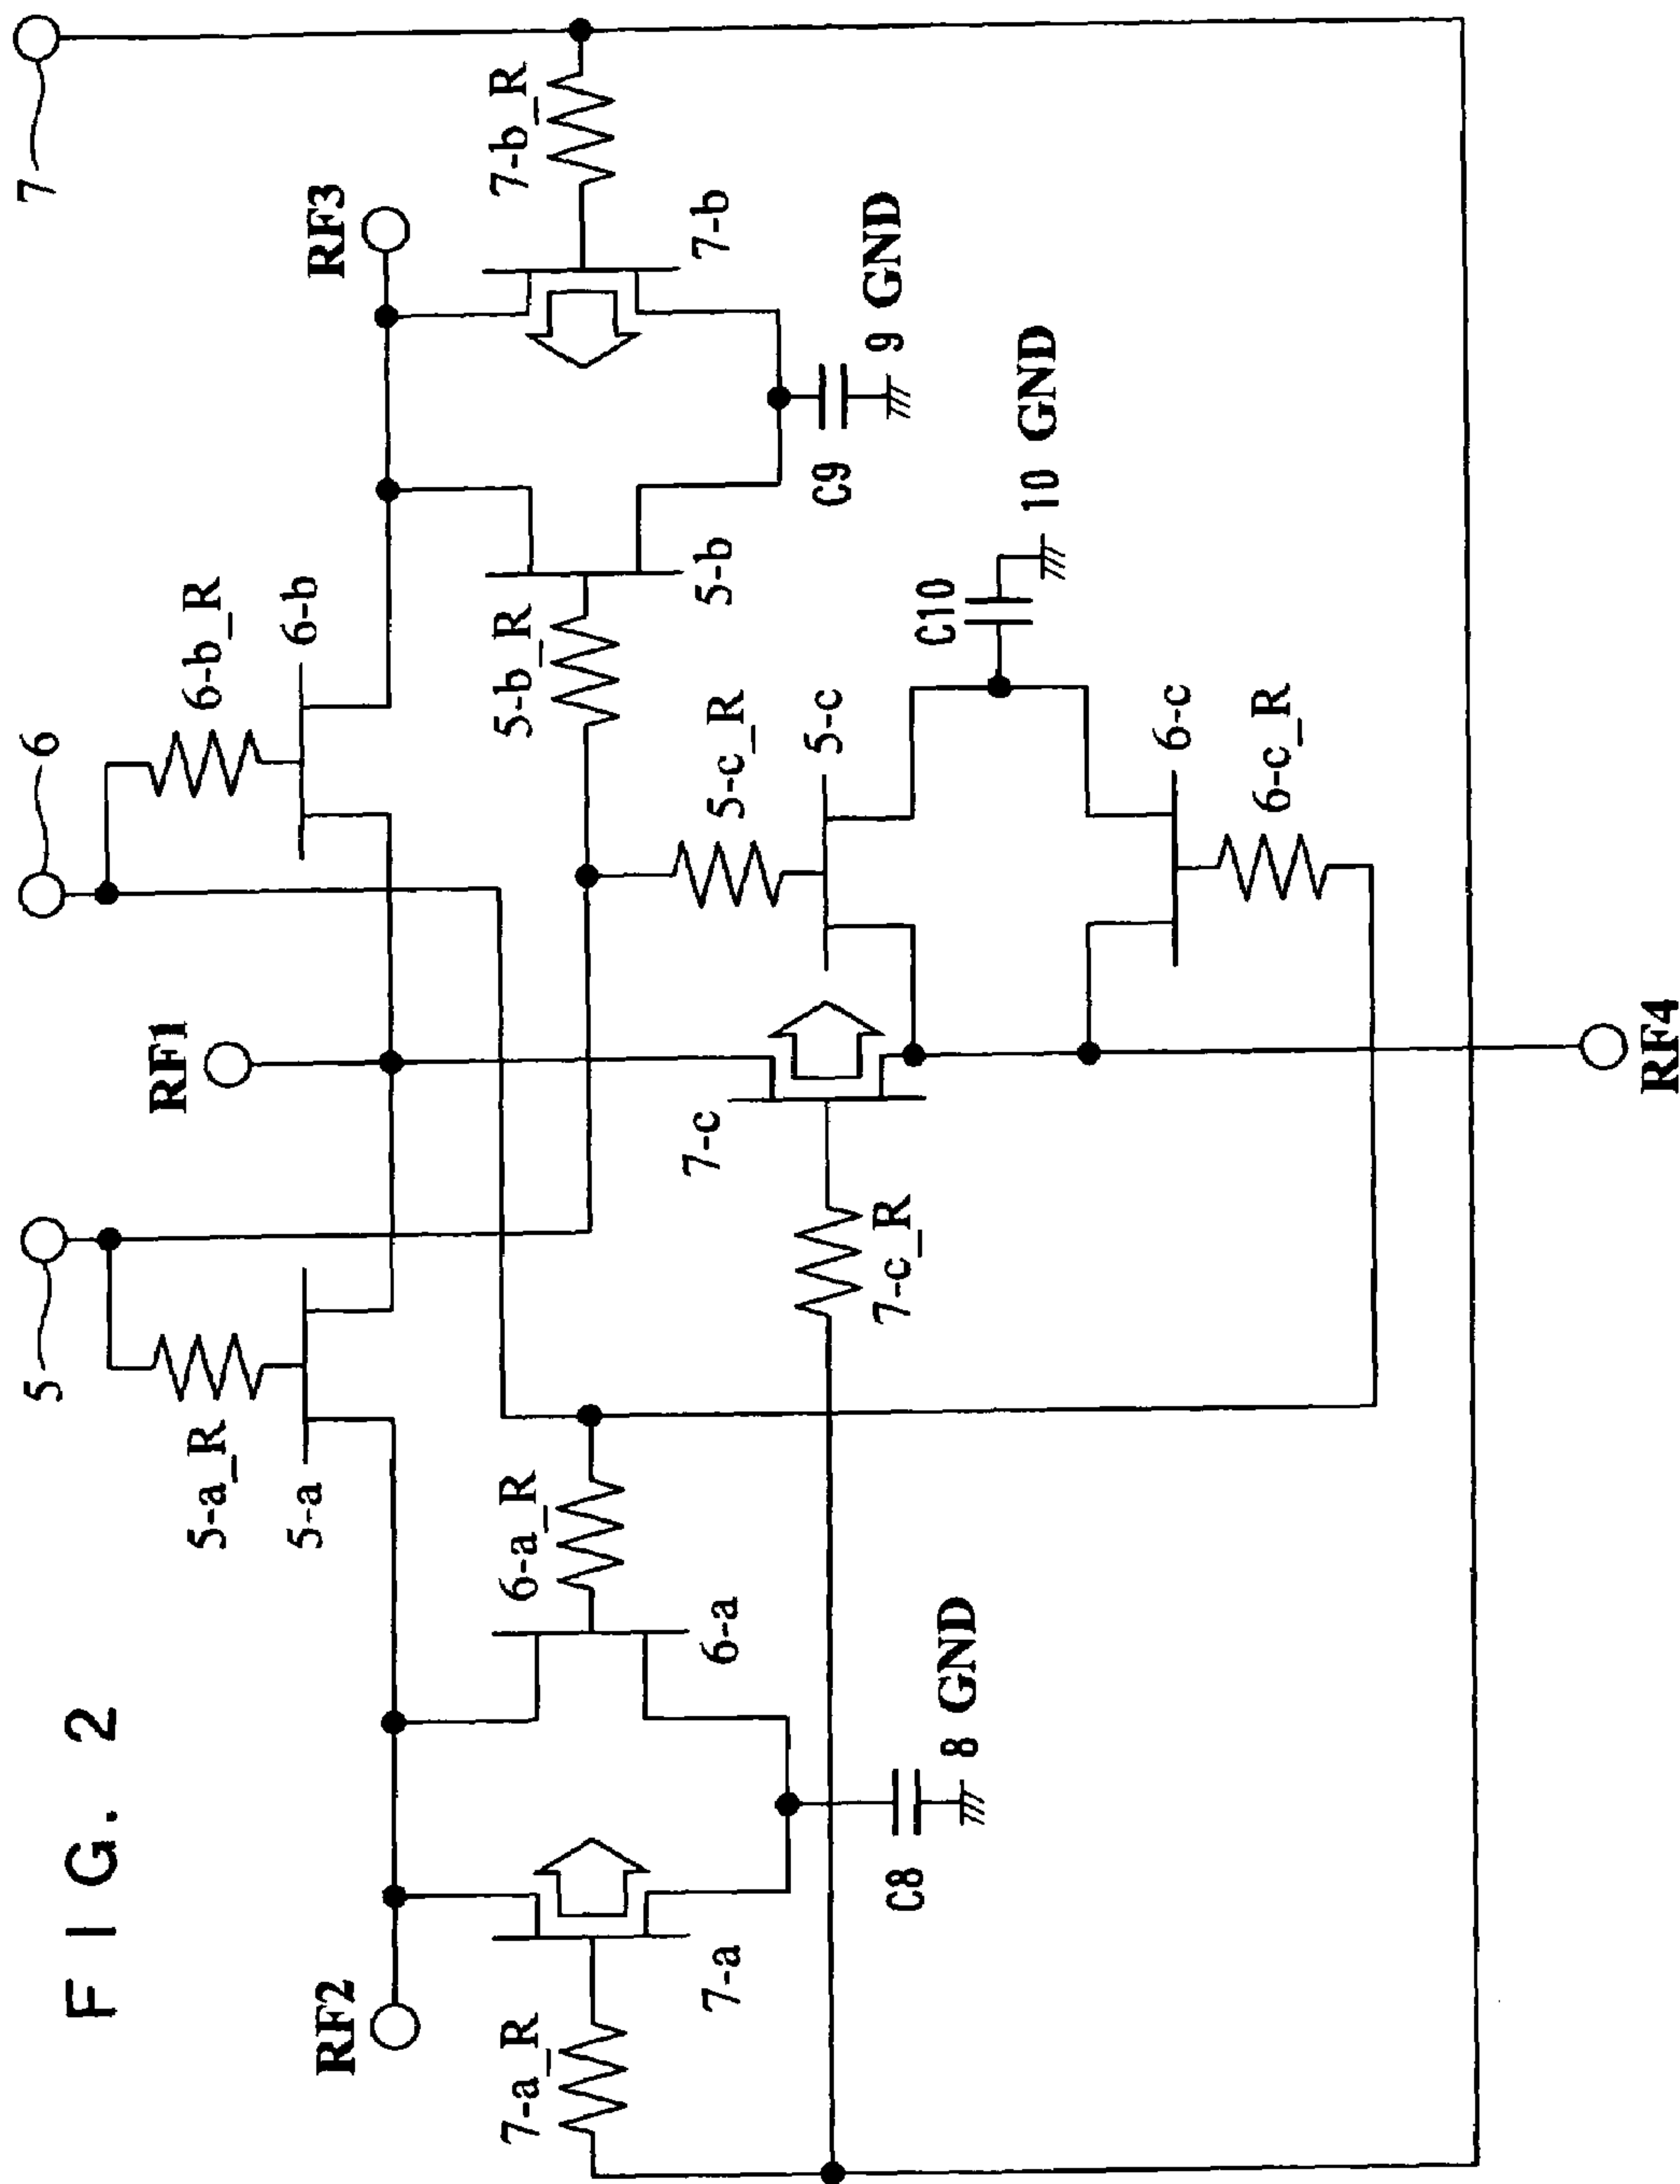 FIG. 2
5
6
7
RF1
RF2
RF3
RF4
5-a_R
5-a
6-b_R
6-b
7-a_R
7-a
6-a_R
6-a
5-b_R
5-b
7-b_R
7-b
7-c
7-c_R
5-c_R
5-c
6-c
6-c_R
C8
8 GND
C9
9 GND
C10
10 GND